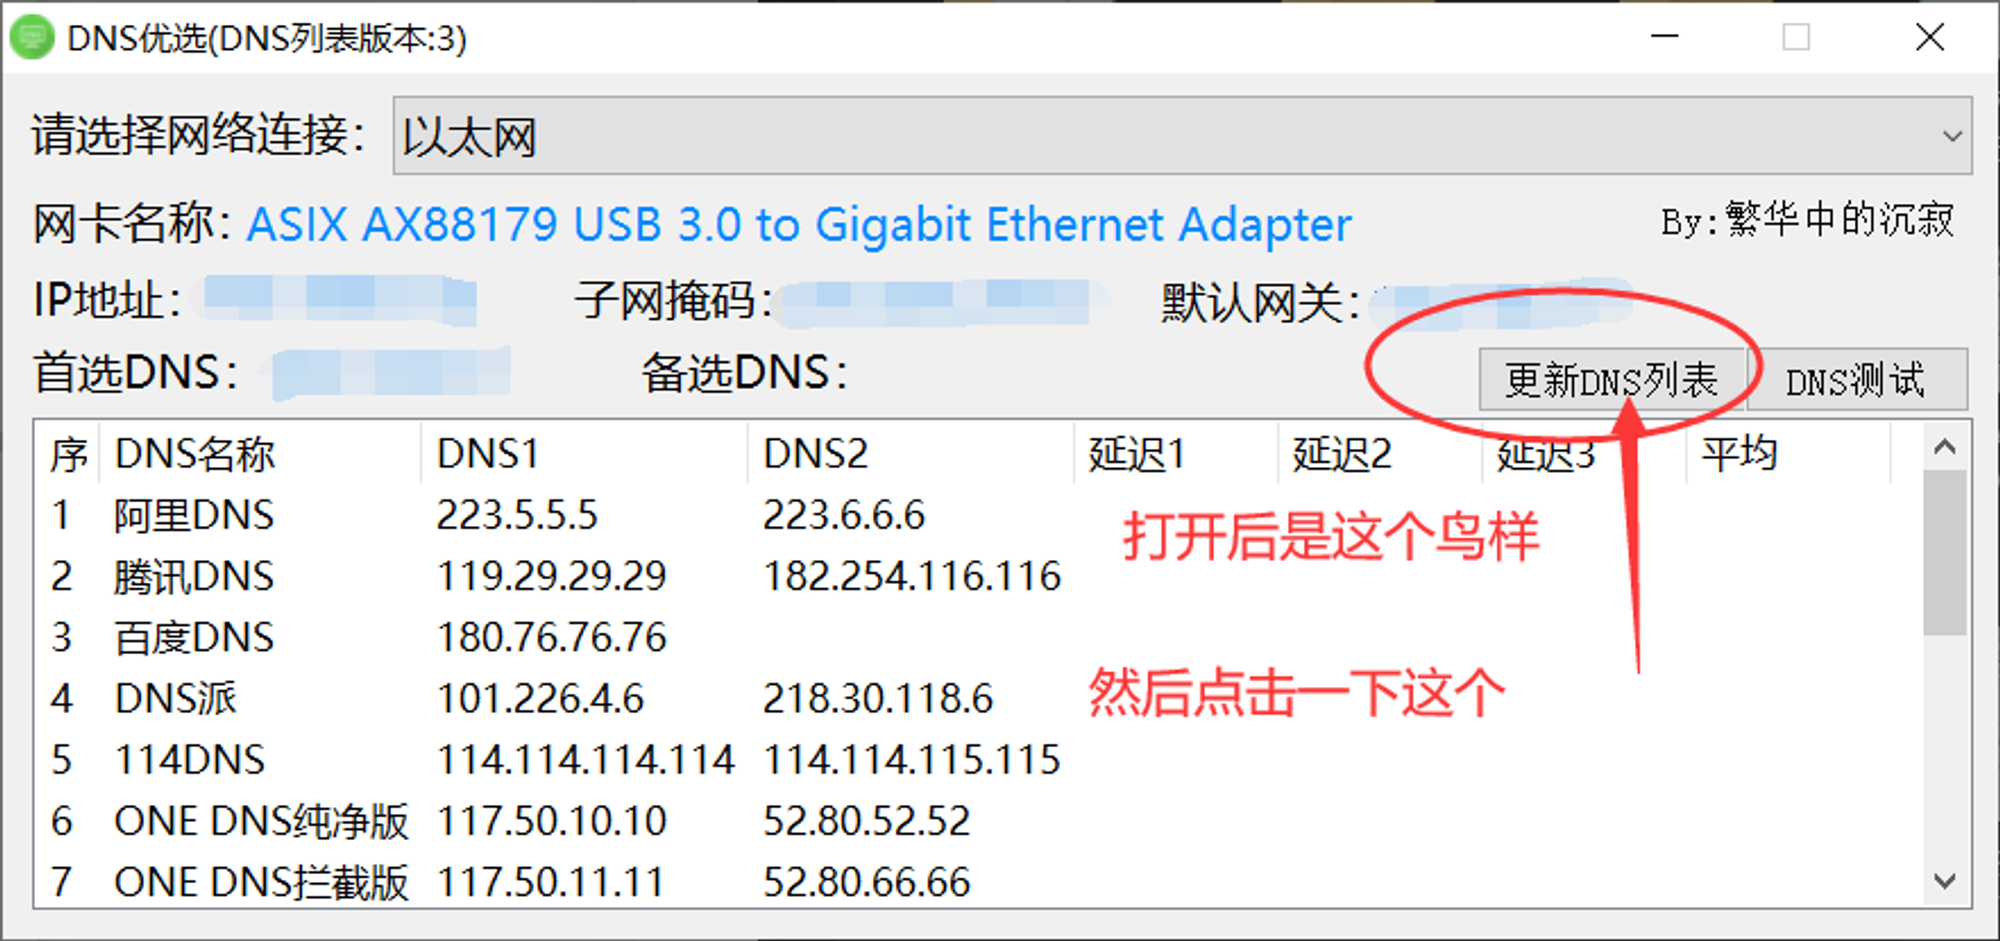 DNS优选(DNS列表版本:3)
请选择网络连接： 以太网
网卡名称： ASIX AX88179 USB 3.0 to Gigabit Ethernet Adapter By:繁华中的沉寂
IP地址： 子网掩码： 默认网关：
首选DNS： 备选DNS： 更新DNS列表 DNS测试
序 DNS名称 DNS1 DNS2 延迟1 延迟2 延迟3 平均
1 阿里DNS 223.5.5.5 223.6.6.6
打开后是这个鸟样
2 腾讯DNS 119.29.29.29 182.254.116.116
3 百度DNS 180.76.76.76
4 DNS派 101.226.4.6 218.30.118.6
然后点击一下这个
5 114DNS 114.114.114.114 114.114.115.115
6 ONE DNS纯净版 117.50.10.10 52.80.52.52
7 ONE DNS拦截版 117.50.11.11 52.80.66.66